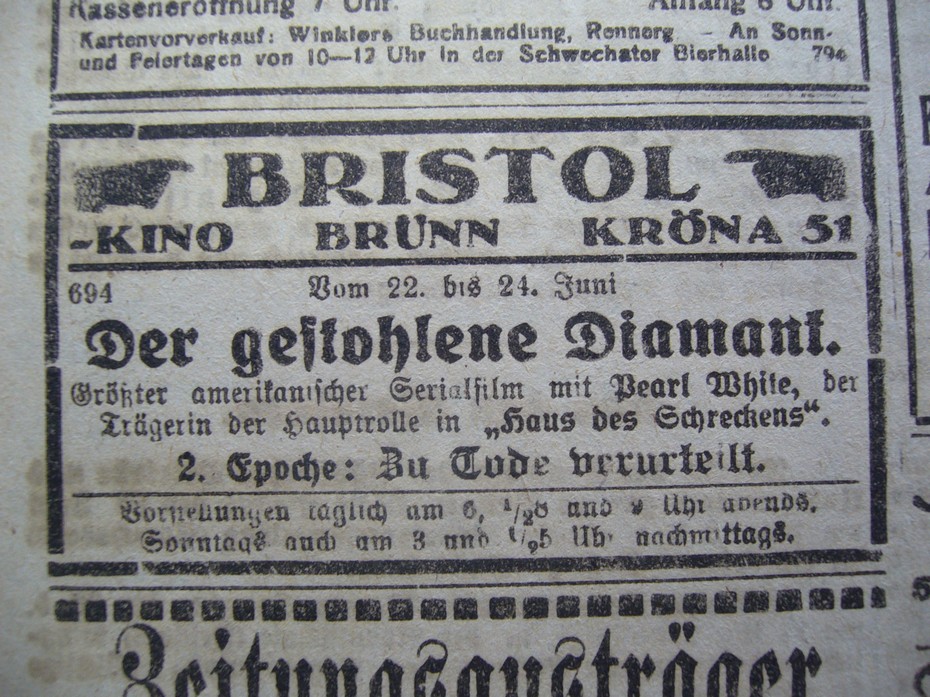 Kasseneröffnung 7 Uhr. Anfang 8 Uhr.
Kartenvorverkauf: Winklers Buchhandlung, Rennerg. — An Sonn-
und Feiertagen von 10—12 Uhr in der Schwechater Bierhalle 794
BRISTOL
-KINO BRÜNN KRÖNA 51
694 Vom 22. bis 24. Juni
Der gestohlene Diamant.
Größter amerikanischer Serialfilm mit Pearl White, der
Trägerin der Hauptrolle in „Haus des Schreckens“.
2. Epoche: Zu Tode verurteilt.
Vorstellungen täglich am 6, 1/28 und 9 Uhr abends.
Sonntags auch am 3 und 1/25 Uhr nachmittags.
Zeitungsausträger